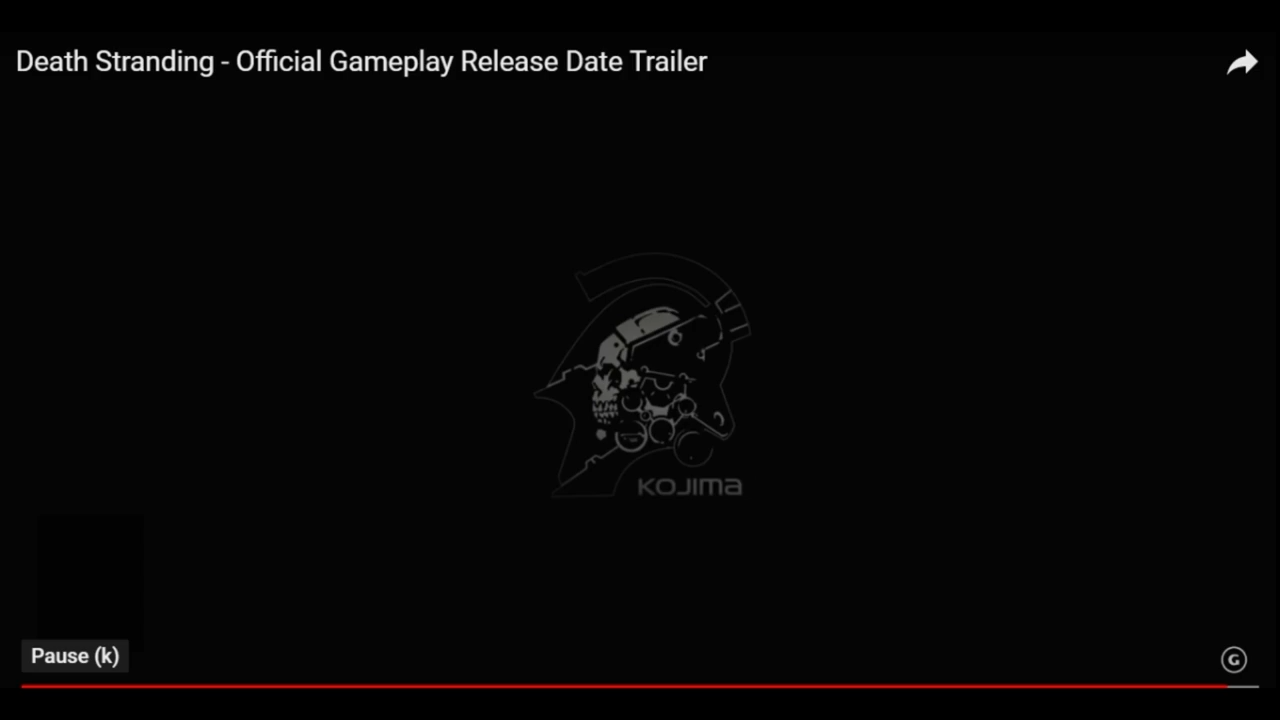 Death Stranding - Official Gameplay Release Date Trailer
KOJIMA
Pause (k)
G